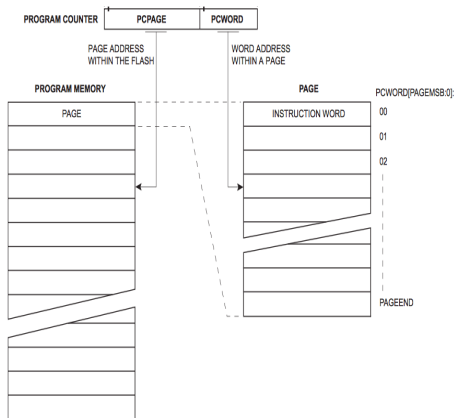 PROGRAM COUNTER
PCPAGE
PCWORD
PAGE ADDRESS
WITHIN THE FLASH
WORD ADDRESS
WITHIN A PAGE
PROGRAM MEMORY
PAGE
PAGE
PCWORD[PAGEMSB:0]:
INSTRUCTION WORD
00
01
02
PAGEEND